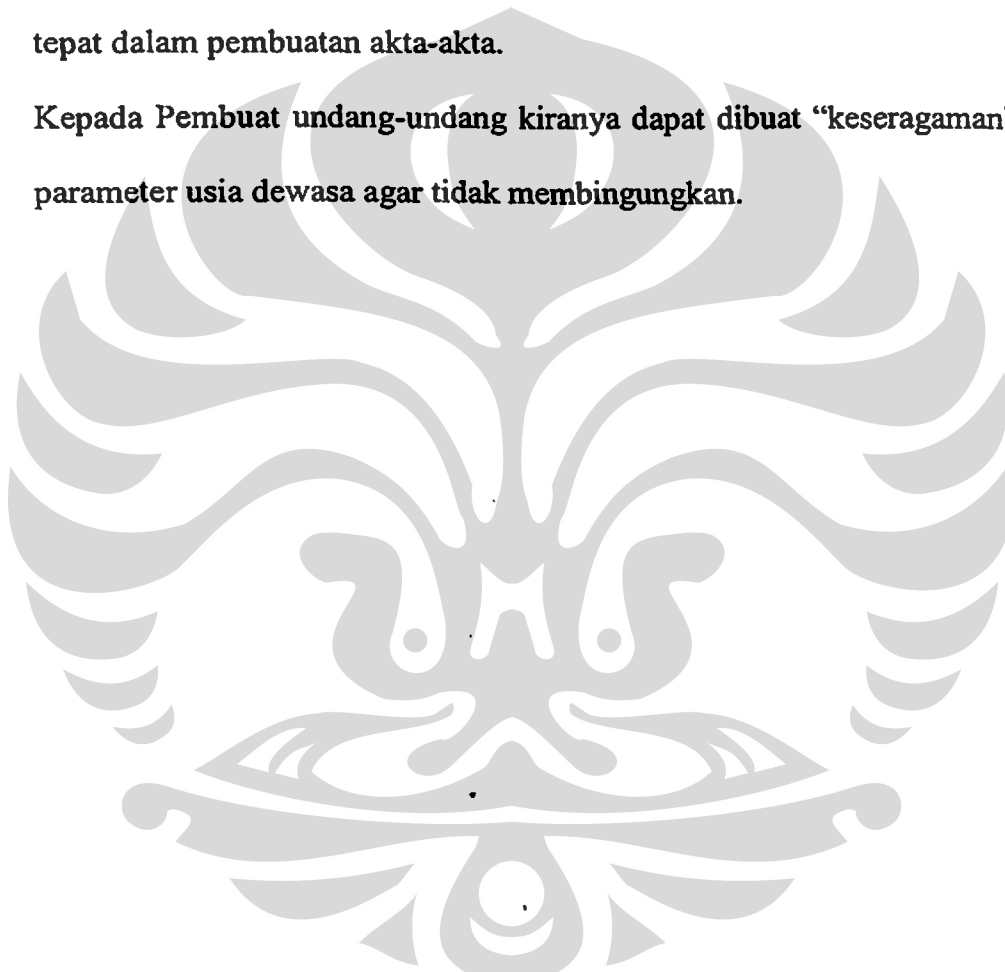 tepat dalam pembuatan akta-akta.
Kepada Pembuat undang-undang kiranya dapat dibuat “keseragaman”
parameter usia dewasa agar tidak membingungkan.